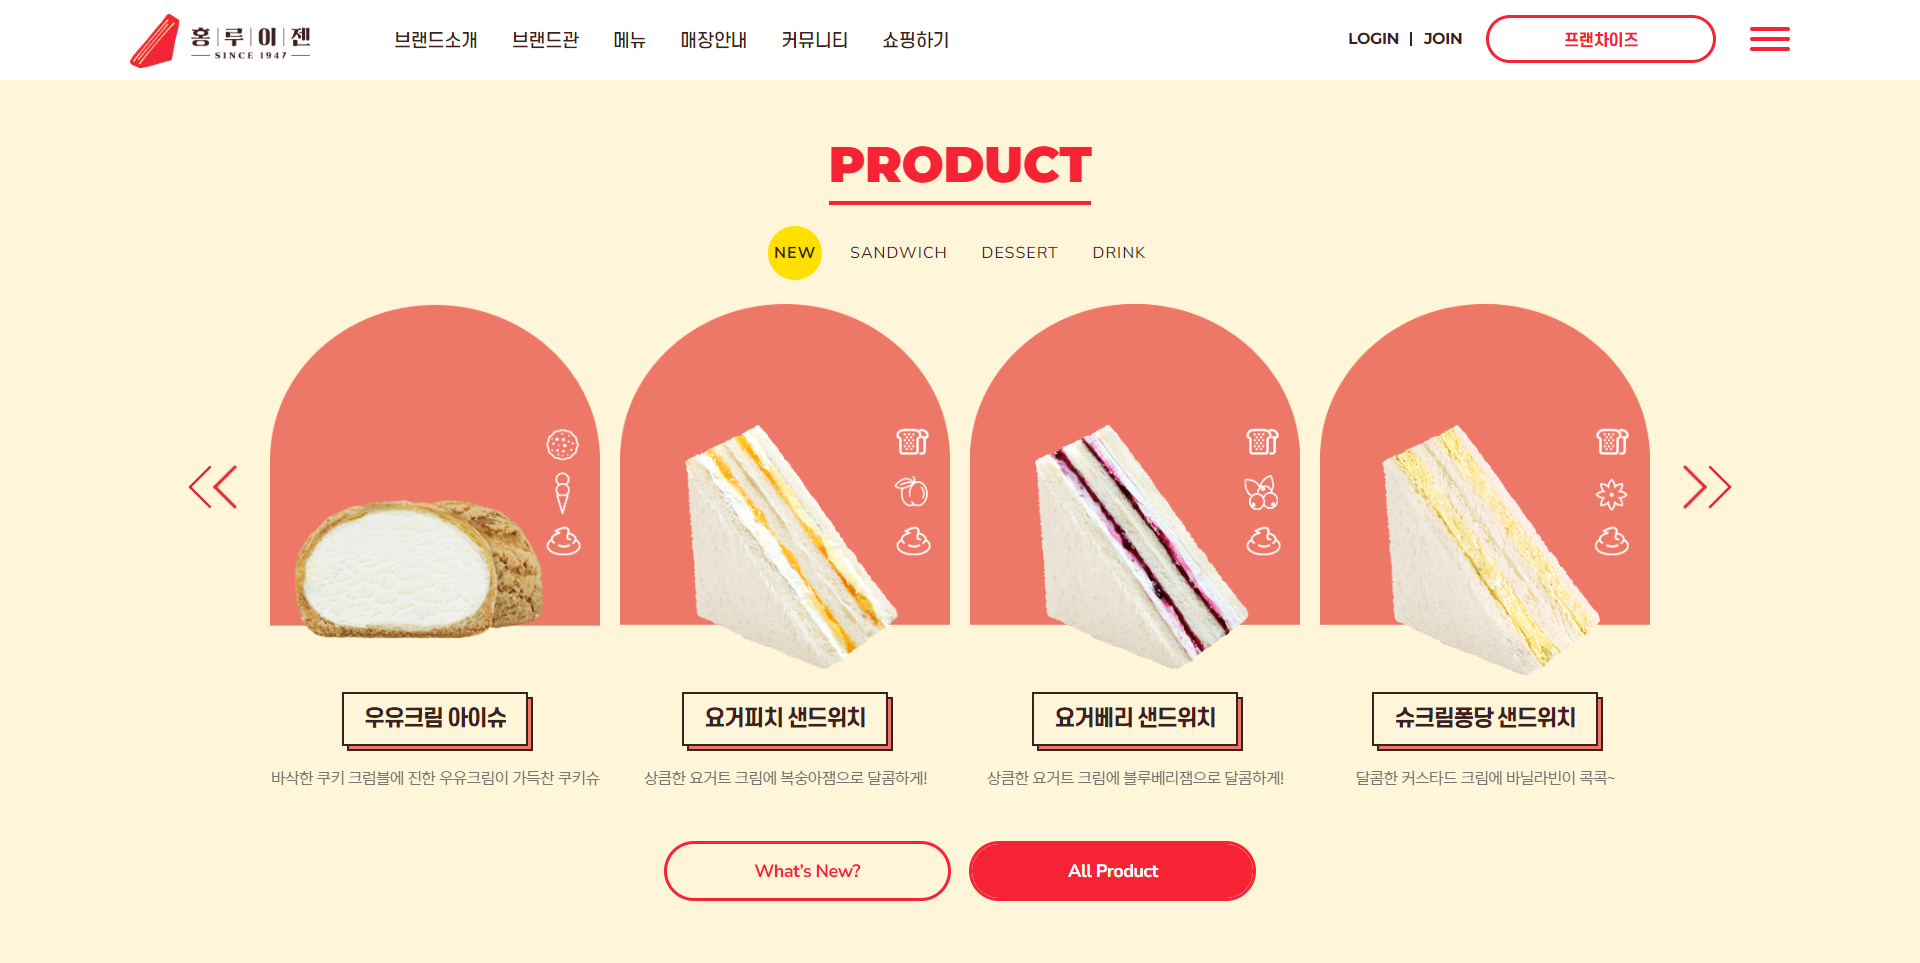 홍루이젠
SINCE 1947
브랜드소개 브랜드관 메뉴 매장안내 커뮤니티 쇼핑하기
LOGIN | JOIN
프랜차이즈
PRODUCT
NEW SANDWICH DESSERT DRINK
우유크림 아이슈
바삭한 쿠키 크럼블에 진한 우유크림이 가득찬 쿠키슈
요거피치 샌드위치
상큼한 요거트 크림에 복숭아잼으로 달콤하게!
요거베리 샌드위치
상큼한 요거트 크림에 블루베리잼으로 달콤하게!
슈크림퐁당 샌드위치
달콤한 커스타드 크림에 바닐라빈이 콕콕~
What's New?
All Product